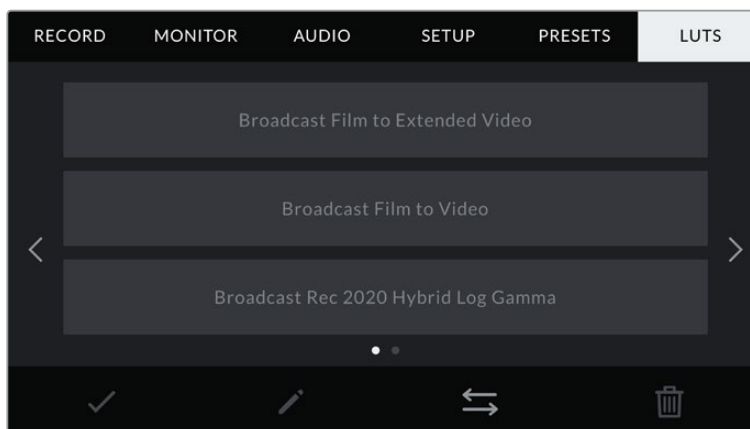 RECORD MONITOR AUDIO SETUP PRESETS LUTS
Broadcast Film to Extended Video
Broadcast Film to Video
Broadcast Rec 2020 Hybrid Log Gamma